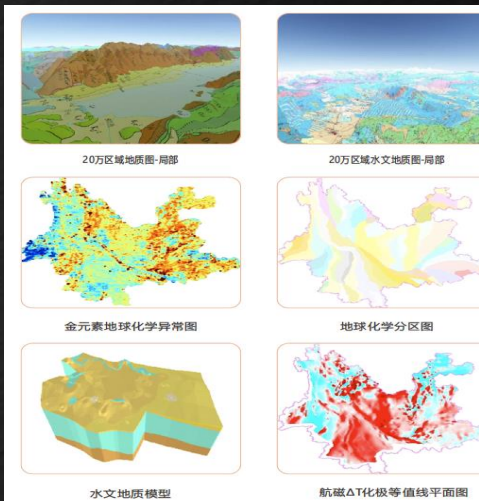 20万区域地质图-局部
20万区域水文地质图-局部
金元素地球化学异常图
地球化学分区图
水文地质模型
航磁ΔT化极等值线平面图